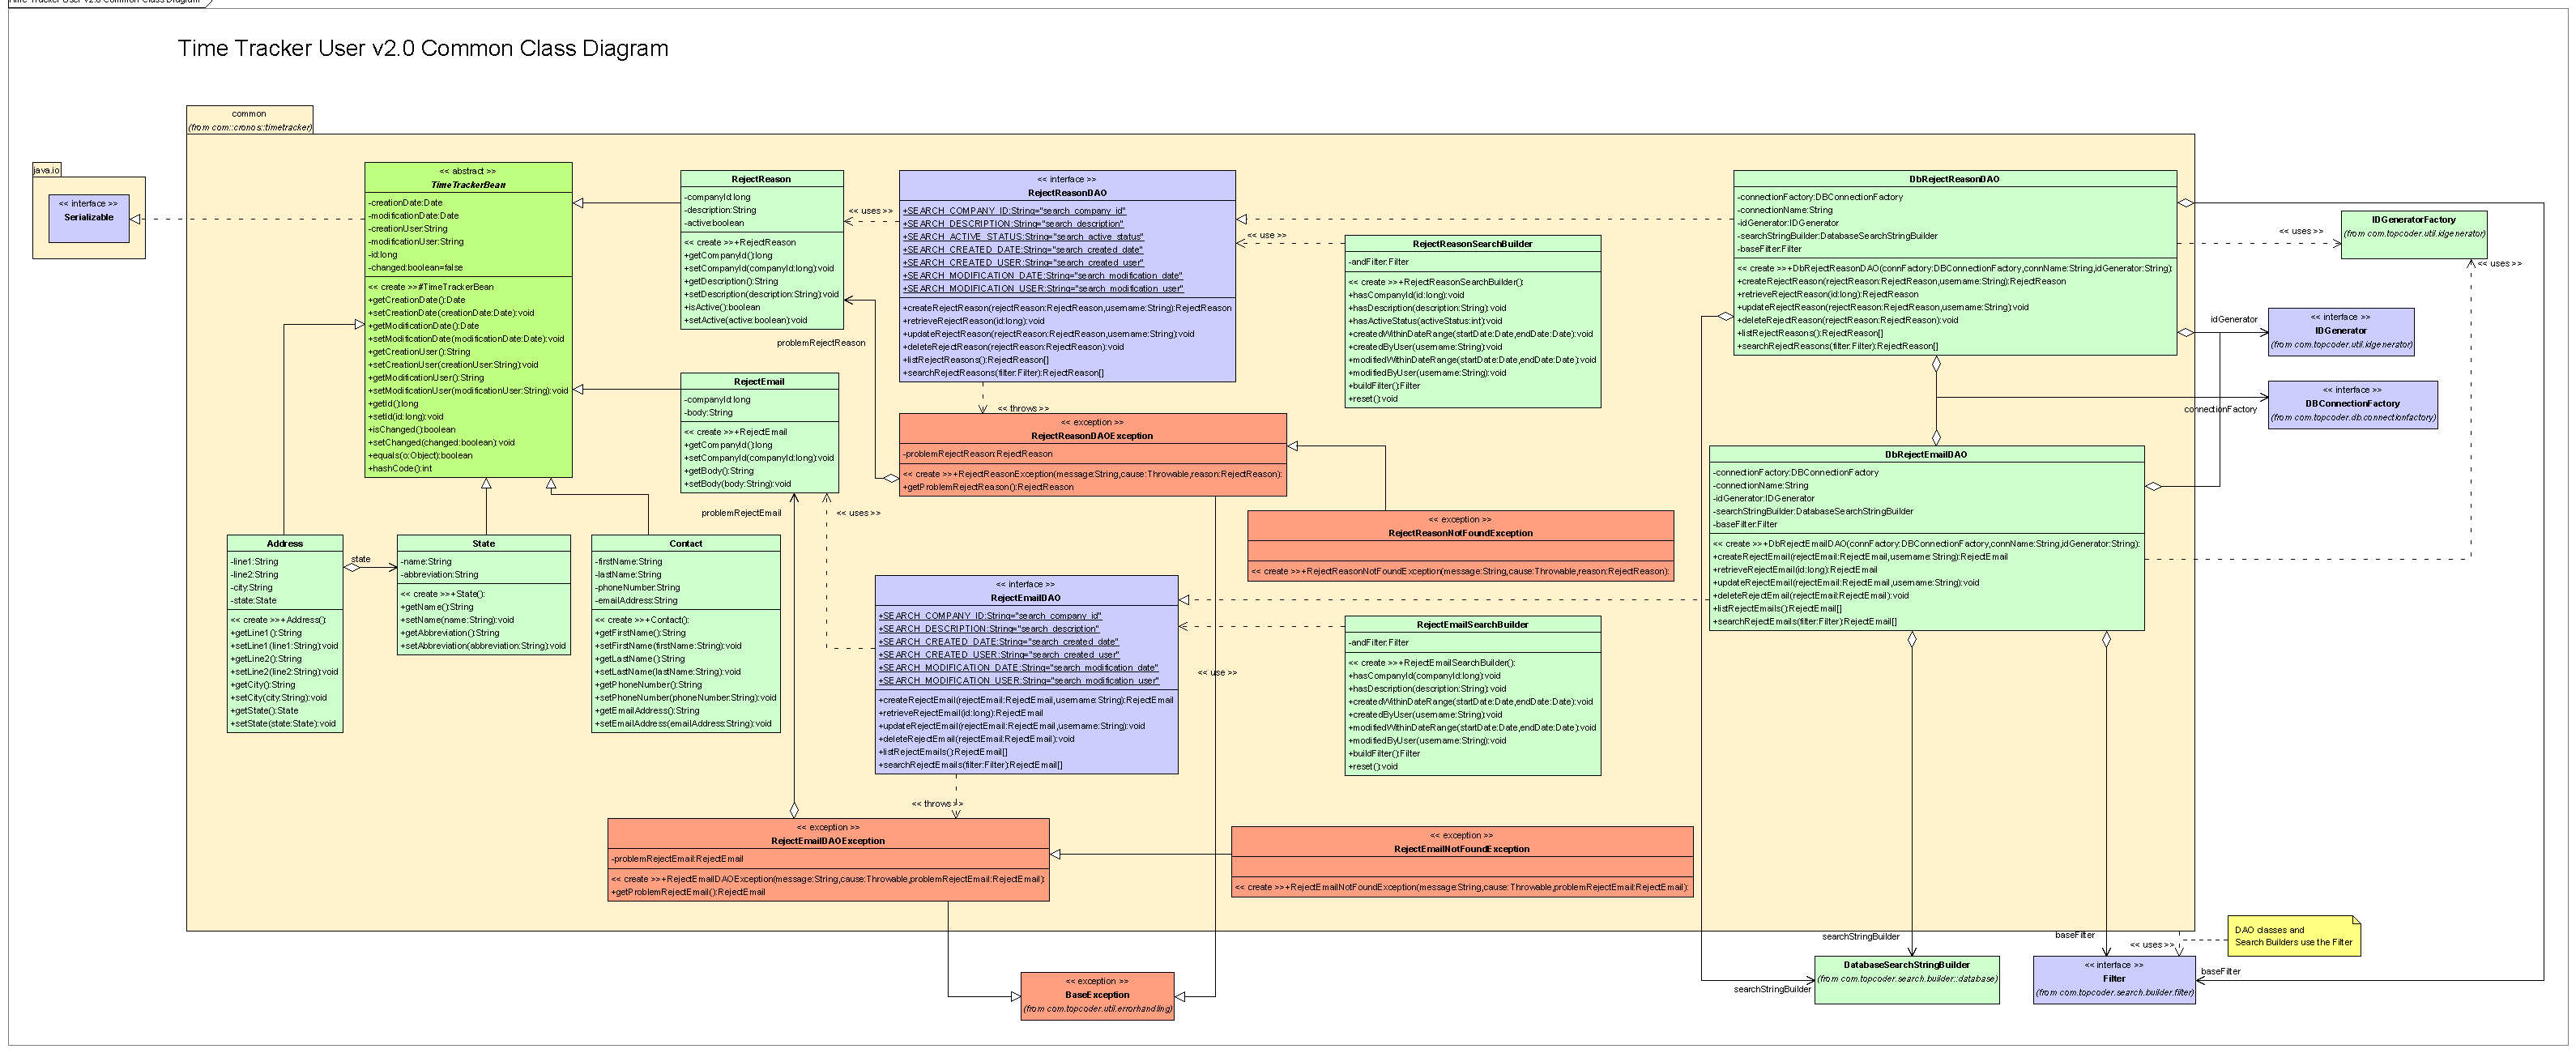 Time Tracker User v2.0 Common Class Diagram
Time Tracker User v2.0 Common Class Diagram
common
(from com::cronos::timetracker)
java.io
<< interface >>
Serializable
<< abstract >>
TimeTrackerBean
-creationDate:Date
-modificationDate:Date
-creationUser:String
-modificationUser:String
-id:long
-changed:boolean=false
<< create >>#TimeTrackerBean
+getCreationDate():Date
+setCreationDate(creationDate:Date):void
+getModificationDate():Date
+setModificationDate(modificationDate:Date):void
+getCreationUser():String
+setCreationUser(creationUser:String):void
+getModificationUser():String
+setModificationUser(modificationUser:String):void
+getId():long
+setId(id:long):void
+isChanged():boolean
+setChanged(changed:boolean):void
+equals(o:Object):boolean
+hashCode():int
RejectReason
-companyId:long
-description:String
-active:boolean
<< create >>+RejectReason
+getCompanyId():long
+setCompanyId(companyId:long):void
+getDescription():String
+setDescription(description:String):void
+isActive():boolean
+setActive(active:boolean):void
<< uses >>
problemRejectReason
RejectEmail
-companyId:long
-body:String
<< create >>+RejectEmail
+getCompanyId():long
+setCompanyId(companyId:long):void
+getBody():String
+setBody(body:String):void
problemRejectEmail
<< uses >>
<< interface >>
RejectReasonDAO
+SEARCH_COMPANY_ID:String="search_company_id"
+SEARCH_DESCRIPTION:String="search_description"
+SEARCH_ACTIVE_STATUS:String="search_active_status"
+SEARCH_CREATED_DATE:String="search_created_date"
+SEARCH_CREATED_USER:String="search_created_user"
+SEARCH_MODIFICATION_DATE:String="search_modification_date"
+SEARCH_MODIFICATION_USER:String="search_modification_user"
+createRejectReason(rejectReason:RejectReason,username:String):RejectReason
+retrieveRejectReason(id:long):void
+updateRejectReason(rejectReason:RejectReason,username:String):void
+deleteRejectReason(rejectReason:RejectReason):void
+listRejectReasons():RejectReason[]
+searchRejectReasons(filter:Filter):RejectReason[]
<< throws >>
<< use >>
RejectReasonSearchBuilder
-andFilter:Filter
<< create >>+RejectReasonSearchBuilder():
+hasCompanyId(id:long):void
+hasDescription(description:String):void
+hasActiveStatus(activeStatus:int):void
+createdWithinDateRange(startDate:Date,endDate:Date):void
+createdByUser(username:String):void
+modifiedWithinDateRange(startDate:Date,endDate:Date):void
+modifiedByUser(username:String):void
+buildFilter():Filter
+reset():void
<< exception >>
RejectReasonDAOException
-problemRejectReason:RejectReason
<< create >>+RejectReasonException(message:String,cause:Throwable,reason:RejectReason):
+getProblemRejectReason():RejectReason
<< exception >>
RejectReasonNotFoundException
<< create >>+RejectReasonNotFoundException(message:String,cause:Throwable,reason:RejectReason):
DbRejectReasonDAO
-connectionFactory:DBConnectionFactory
-connectionName:String
-idGenerator:IDGenerator
-searchStringBuilder:DatabaseSearchStringBuilder
-baseFilter:Filter
<< create >>+DbRejectReasonDAO(connFactory:DBConnectionFactory,connName:String,idGenerator:String):
+createRejectReason(rejectReason:RejectReason,username:String):RejectReason
+retrieveRejectReason(id:long):RejectReason
+updateRejectReason(rejectReason:RejectReason,username:String):void
+deleteRejectReason(rejectReason:RejectReason):void
+listRejectReasons():RejectReason[]
+searchRejectReasons(filter:Filter):RejectReason[]
<< uses >>
IDGeneratorFactory
(from com.topcoder.util.idgenerator)
<< uses >>
idGenerator
<< interface >>
IDGenerator
(from com.topcoder.util.idgenerator)
connectionFactory
<< interface >>
DBConnectionFactory
(from com.topcoder.db.connectionfactory)
DbRejectEmailDAO
-connectionFactory:DBConnectionFactory
-connectionName:String
-idGenerator:IDGenerator
-searchStringBuilder:DatabaseSearchStringBuilder
-baseFilter:Filter
<< create >>+DbRejectEmailDAO(connFactory:DBConnectionFactory,connName:String,idGenerator:String):
+createRejectEmail(rejectEmail:RejectEmail,username:String):RejectEmail
+retrieveRejectEmail(id:long):RejectEmail
+updateRejectEmail(rejectEmail:RejectEmail,username:String):void
+deleteRejectEmail(rejectEmail:RejectEmail):void
+listRejectEmails():RejectEmail[]
+searchRejectEmails(filter:Filter):RejectEmail[]
Address
-line1:String
-line2:String
-city:String
-state:State
<< create >>+Address():
+getLine1():String
+setLine1(line1:String):void
+getLine2():String
+setLine2(line2:String):void
+getCity():String
+setCity(city:String):void
+getState():State
+setState(state:State):void
state
State
-name:String
-abbreviation:String
<< create >>+State():
+getName():String
+setName(name:String):void
+getAbbreviation():String
+setAbbreviation(abbreviation:String):void
Contact
-firstName:String
-lastName:String
-phoneNumber:String
-emailAddress:String
<< create >>+Contact():
+getFirstName():String
+setFirstName(firstName:String):void
+getLastName():String
+setLastName(lastName:String):void
+getPhoneNumber():String
+setPhoneNumber(phoneNumber:String):void
+getEmailAddress():String
+setEmailAddress(emailAddress:String):void
<< interface >>
RejectEmailDAO
+SEARCH_COMPANY_ID:String="search_company_id"
+SEARCH_DESCRIPTION:String="search_description"
+SEARCH_CREATED_DATE:String="search_created_date"
+SEARCH_CREATED_USER:String="search_created_user"
+SEARCH_MODIFICATION_DATE:String="search_modification_date"
+SEARCH_MODIFICATION_USER:String="search_modification_user"
+createRejectEmail(rejectEmail:RejectEmail,username:String):RejectEmail
+retrieveRejectEmail(id:long):RejectEmail
+updateRejectEmail(rejectEmail:RejectEmail,username:String):void
+deleteRejectEmail(rejectEmail:RejectEmail):void
+listRejectEmails():RejectEmail[]
+searchRejectEmails(filter:Filter):RejectEmail[]
<< throws >>
<< use >>
RejectEmailSearchBuilder
-andFilter:Filter
<< create >>+RejectEmailSearchBuilder():
+hasCompanyId(companyId:long):void
+hasDescription(description:String):void
+createdWithinDateRange(startDate:Date,endDate:Date):void
+createdByUser(username:String):void
+modifiedWithinDateRange(startDate:Date,endDate:Date):void
+modifiedByUser(username:String):void
+buildFilter():Filter
+reset():void
<< exception >>
RejectEmailDAOException
-problemRejectEmail:RejectEmail
<< create >>+RejectEmailDAOException(message:String,cause:Throwable,problemRejectEmail:RejectEmail):
+getProblemRejectEmail():RejectEmail
<< exception >>
RejectEmailNotFoundException
<< create >>+RejectEmailNotFoundException(message:String,cause:Throwable,problemRejectEmail:RejectEmail):
<< exception >>
BaseException
(from com.topcoder.util.errorhandling)
searchStringBuilder
searchStringBuilder
DatabaseSearchStringBuilder
(from com.topcoder.search.builder::database)
baseFilter
<< uses >>
<< interface >>
Filter
(from com.topcoder.search.builder.filter)
baseFilter
DAO classes and
Search Builders use the Filter